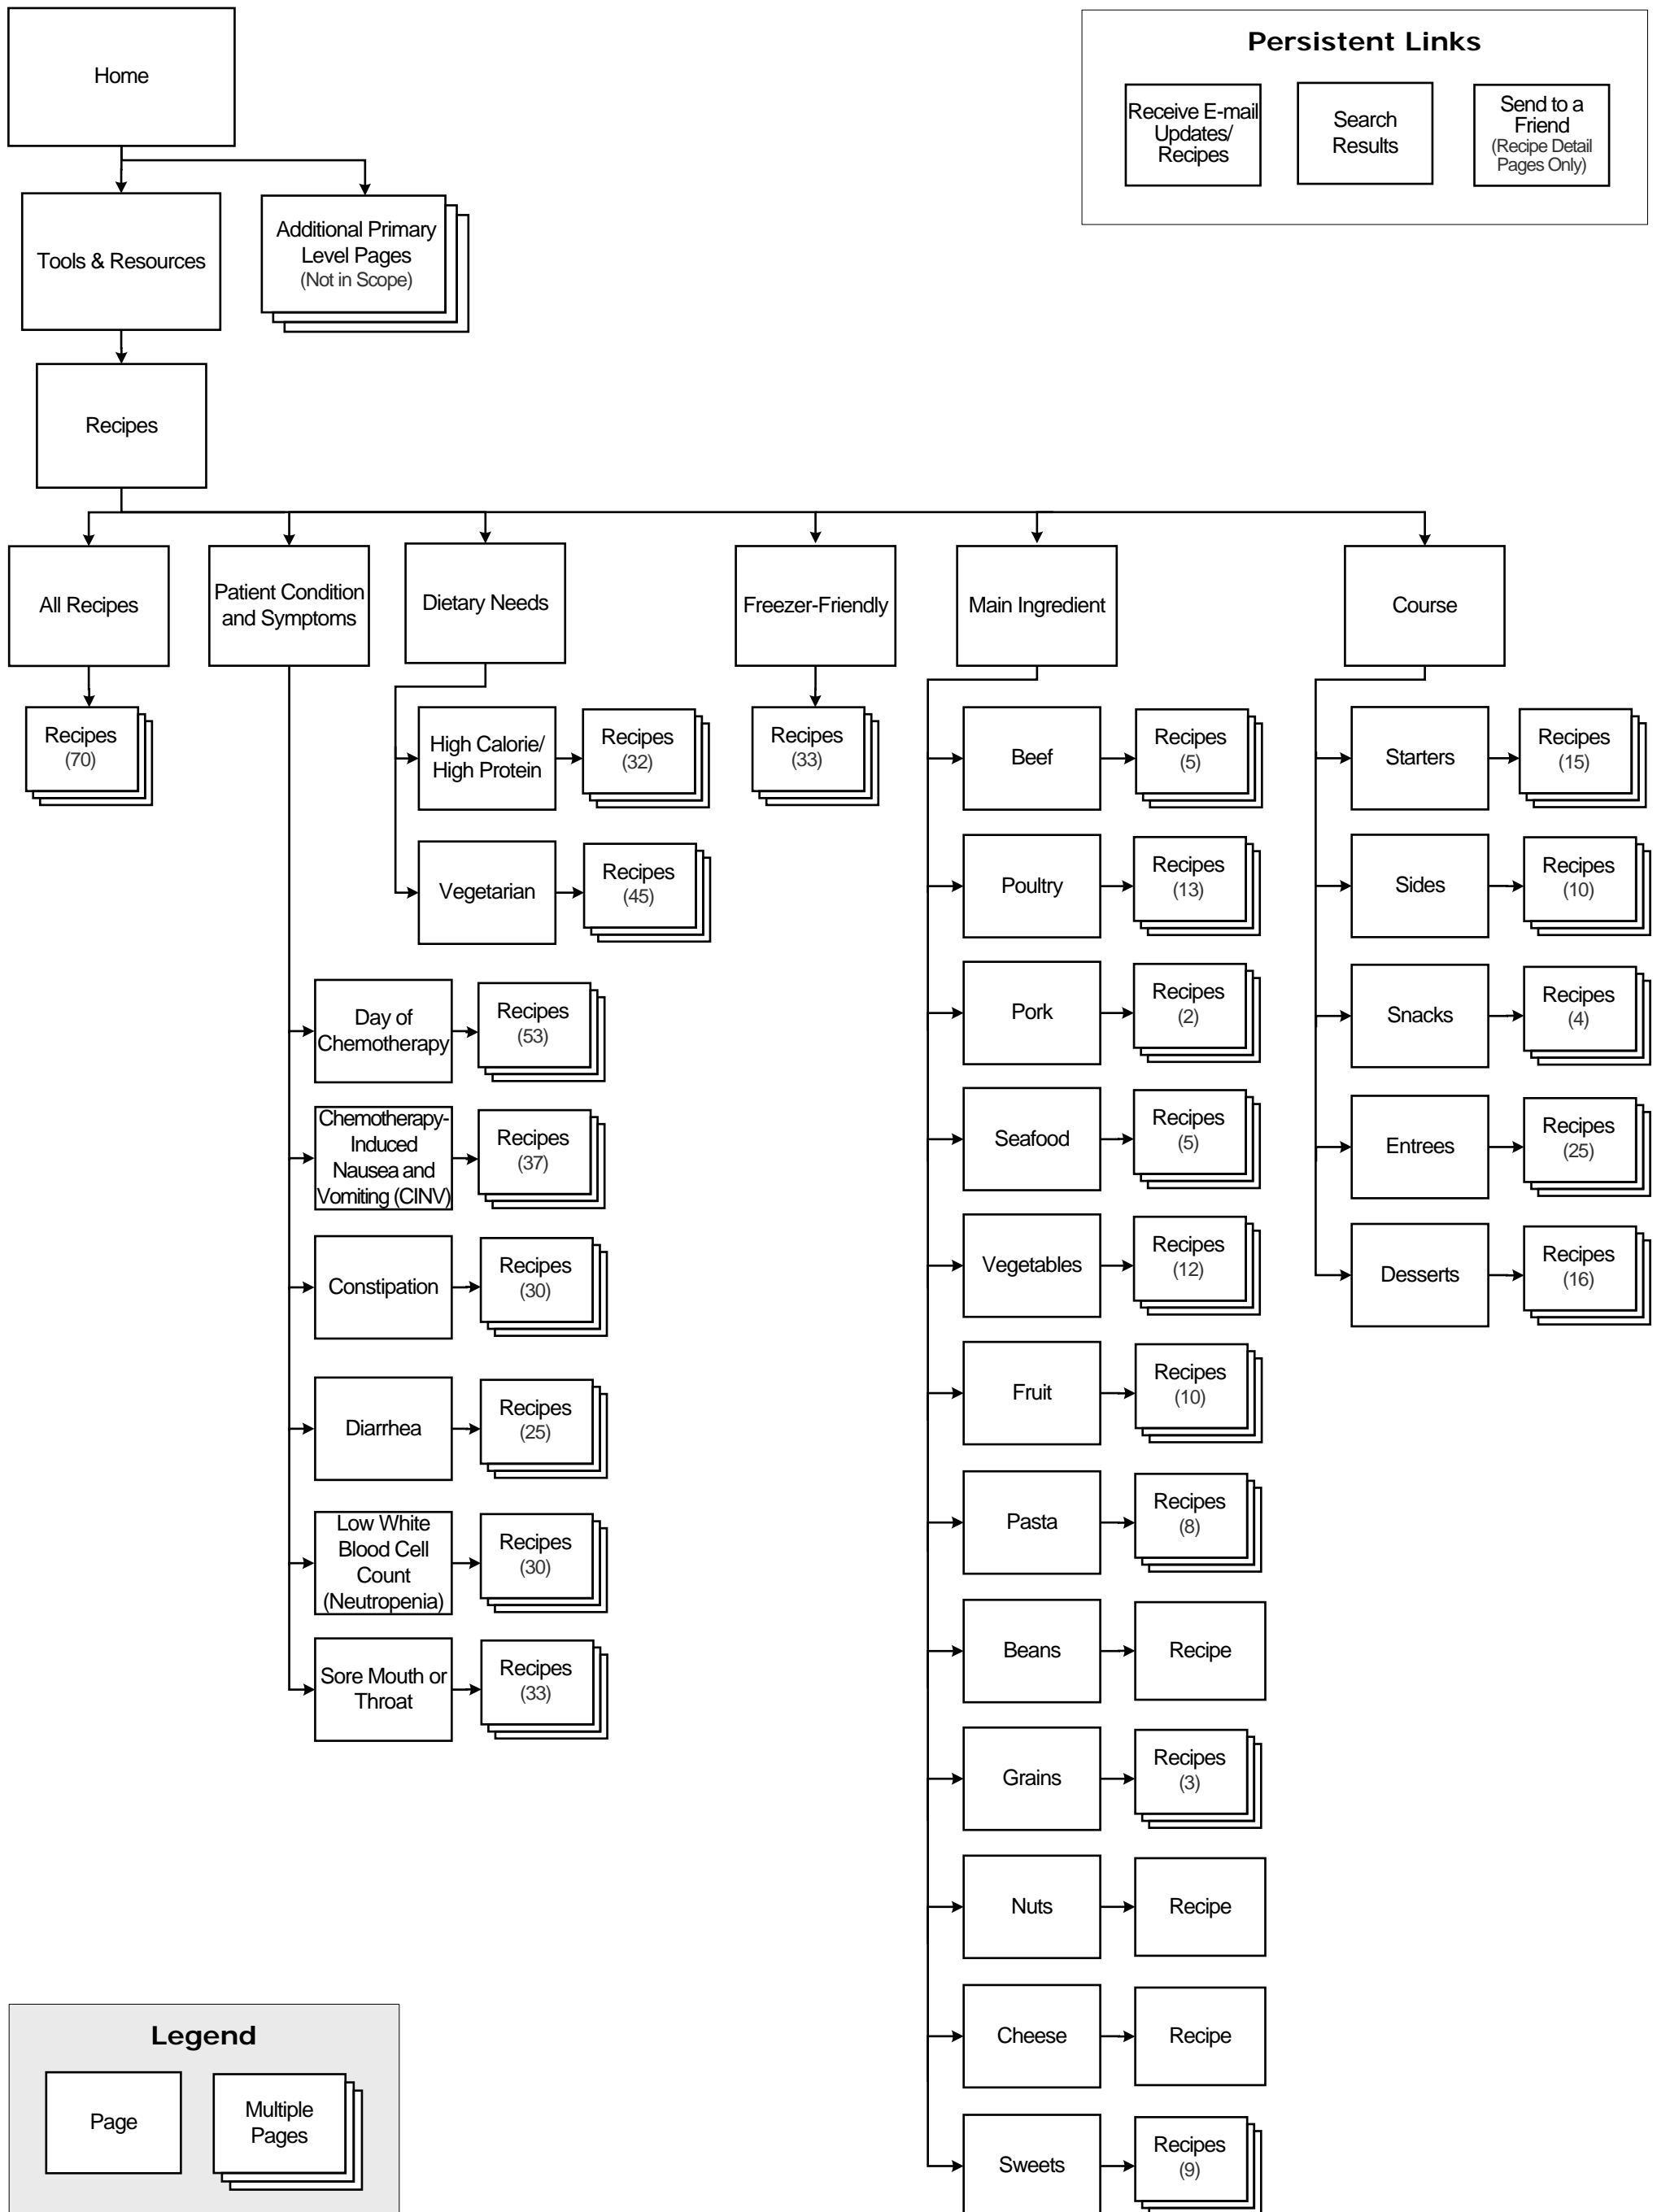 Home
Persistent Links
Receive E-mail
Updates/
Recipes
Search
Results
Send to a
Friend
(Recipe Detail
Pages Only)
Tools & Resources
Additional Primary
Level Pages
(Not in Scope)
Recipes
All Recipes
Patient Condition
and Symptoms
Dietary Needs
Freezer-Friendly
Main Ingredient
Course
Recipes
(70)
High Calorie/
High Protein
Recipes
(32)
Vegetarian
Recipes
(45)
Recipes
(33)
Day of
Chemotherapy
Recipes
(53)
Chemotherapy-
Induced
Nausea and
Vomiting (CINV)
Recipes
(37)
Constipation
Recipes
(30)
Diarrhea
Recipes
(25)
Low White
Blood Cell
Count
(Neutropenia)
Recipes
(30)
Sore Mouth or
Throat
Recipes
(33)
Beef
Recipes
(5)
Poultry
Recipes
(13)
Pork
Recipes
(2)
Seafood
Recipes
(5)
Vegetables
Recipes
(12)
Fruit
Recipes
(10)
Pasta
Recipes
(8)
Beans
Recipe
Grains
Recipes
(3)
Nuts
Recipe
Cheese
Recipe
Sweets
Recipes
(9)
Starters
Recipes
(15)
Sides
Recipes
(10)
Snacks
Recipes
(4)
Entrees
Recipes
(25)
Desserts
Recipes
(16)
Legend
Page
Multiple
Pages